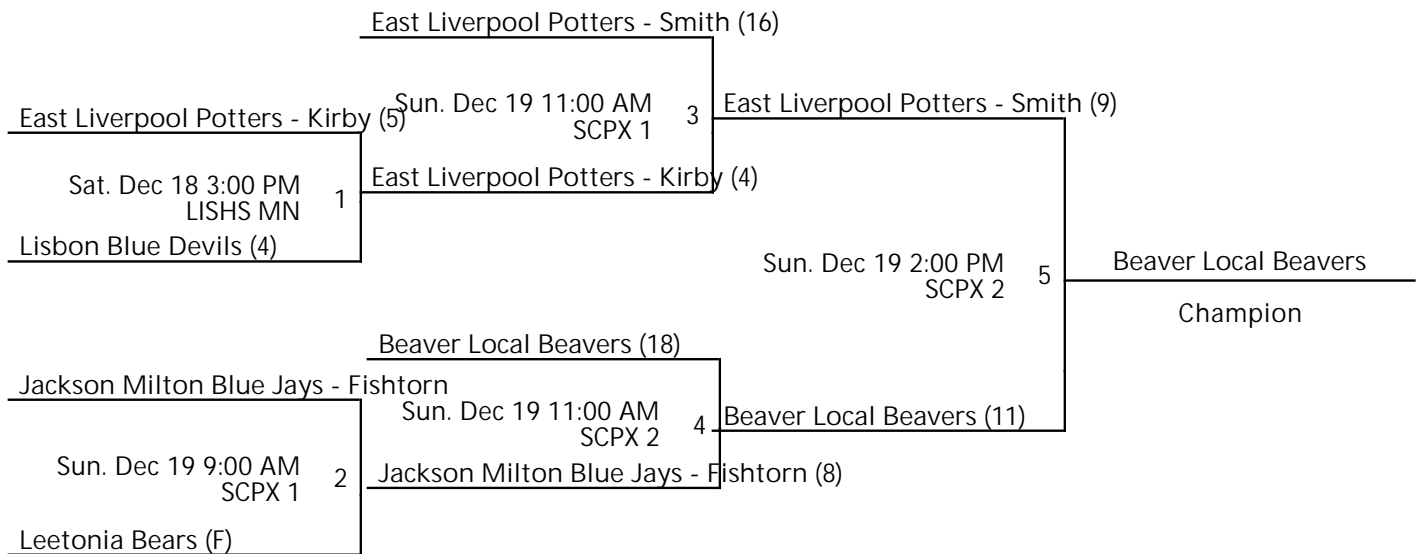 East Liverpool Potters - Smith (16)
Sun. Dec 19 11:00 AM
SCPX 1
3
East Liverpool Potters - Kirby (5)
East Liverpool Potters - Smith (9)
Sat. Dec 18 3:00 PM
LISHS MN
1
East Liverpool Potters - Kirby (4)
Lisbon Blue Devils (4)
Sun. Dec 19 2:00 PM
SCPX 2
5
Beaver Local Beavers
Champion
Beaver Local Beavers (18)
Jackson Milton Blue Jays - Fishtorn
Sun. Dec 19 11:00 AM
SCPX 2
4
Beaver Local Beavers (11)
Sun. Dec 19 9:00 AM
SCPX 1
2
Jackson Milton Blue Jays - Fishtorn (8)
Leetonia Bears (F)